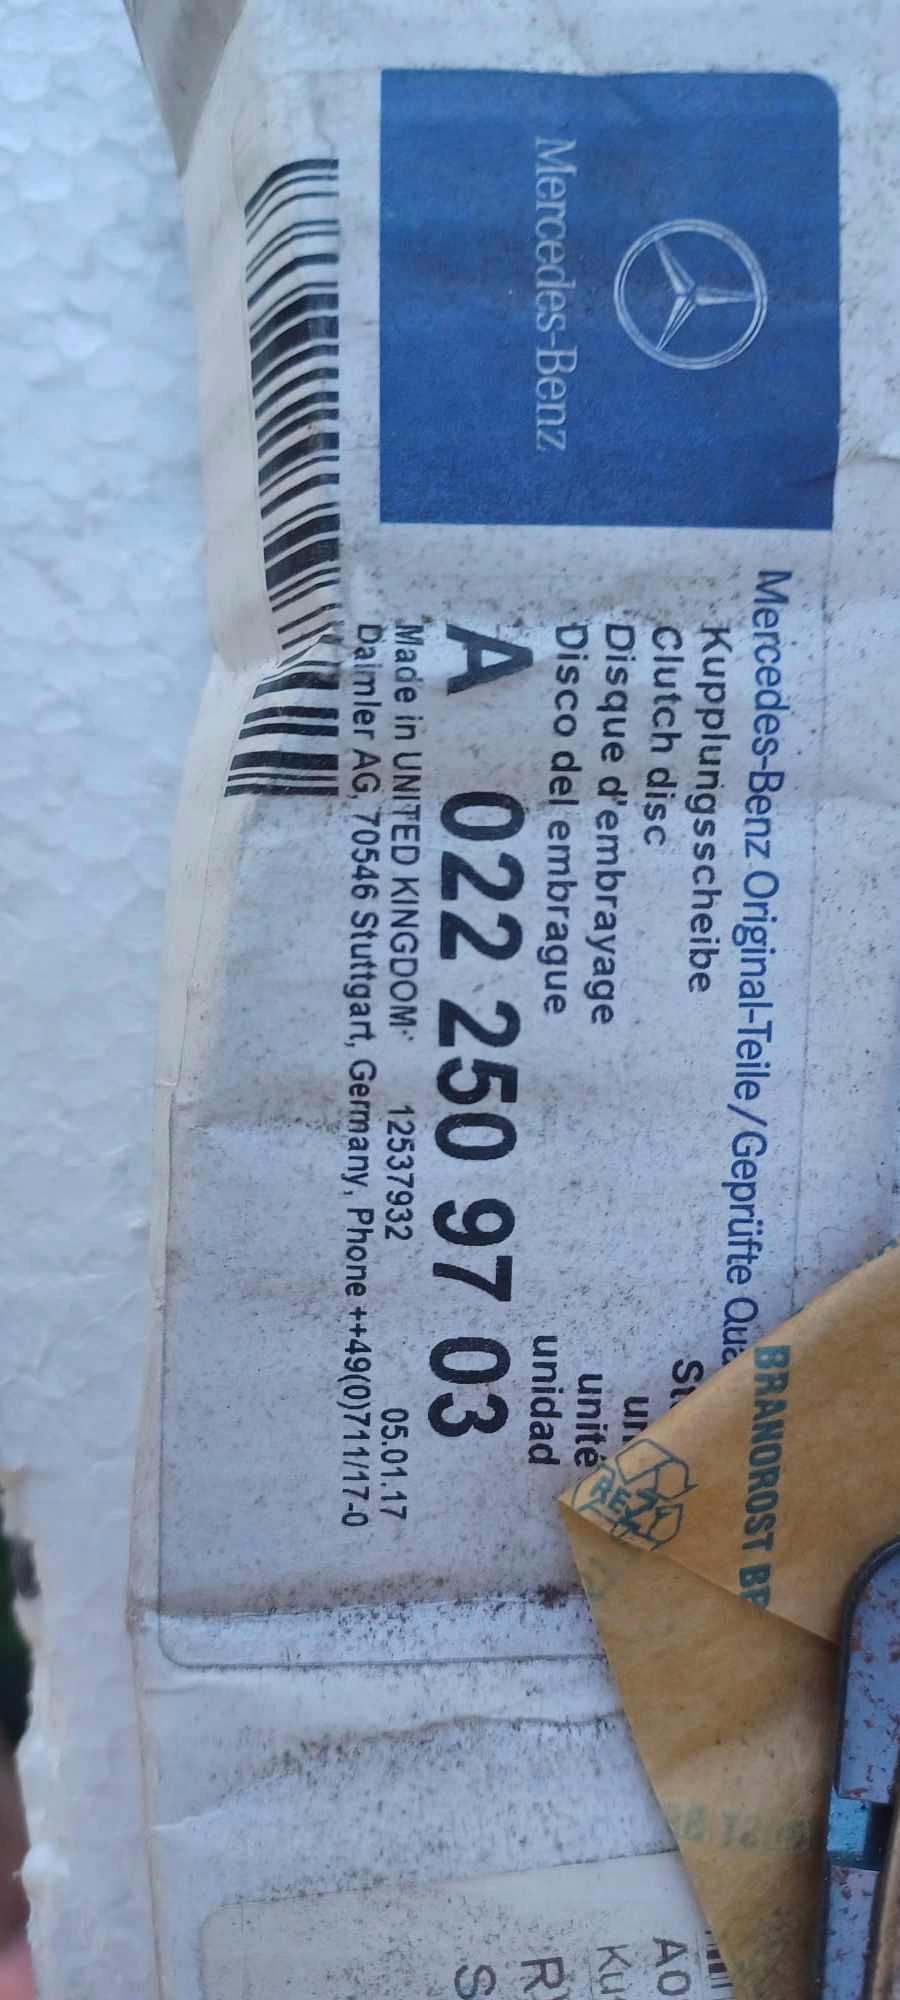 Mercedes-Benz
Mercedes-Benz Original-Teile/Geprüfte
Kupplungsscheibe
Clutch disc
Disque d'embrayage
unité
Disco del embrague
unidad
A 022 250 97 03
Made in UNITED KINGDOM 12537932 05.01.17
Daimler AG, 70546 Stuttgart, Germany, Phone ++49(0)711/17-0
BRANOROST